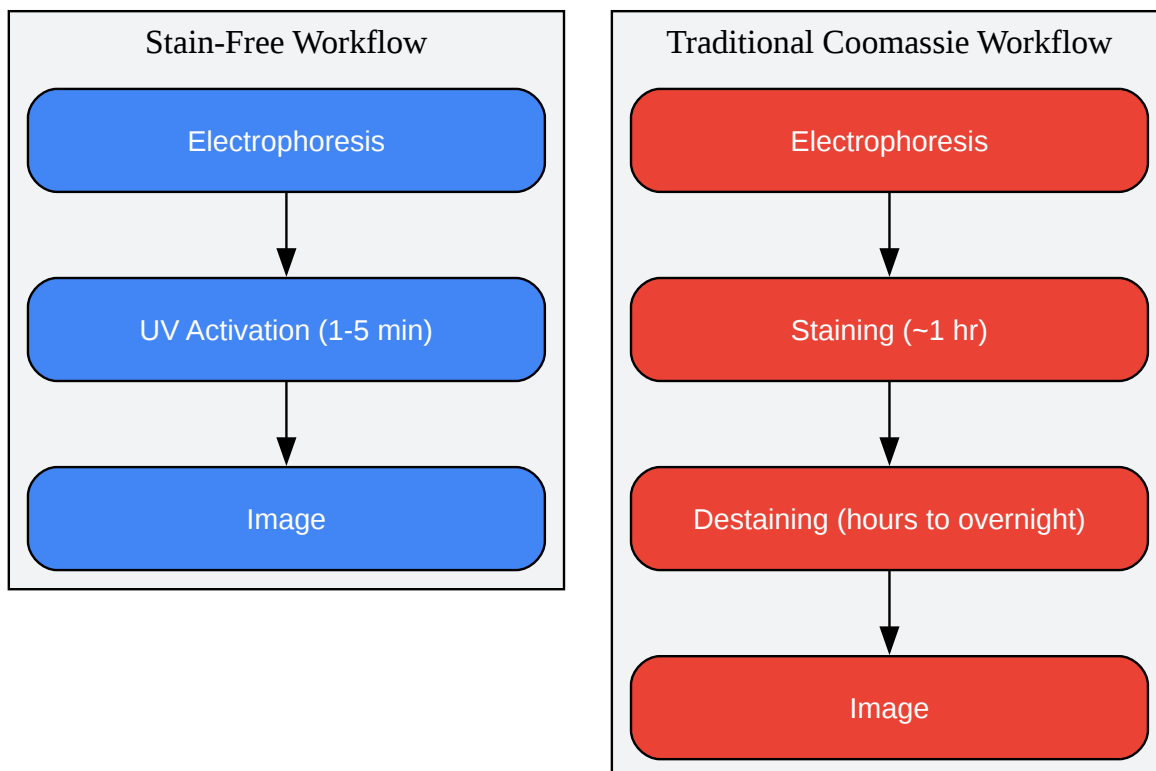 Stain-Free Workflow
Electrophoresis
UV Activation (1-5 min)
Image
Traditional Coomassie Workflow
Electrophoresis
Staining (~1 hr)
Destaining (hours to overnight)
Image